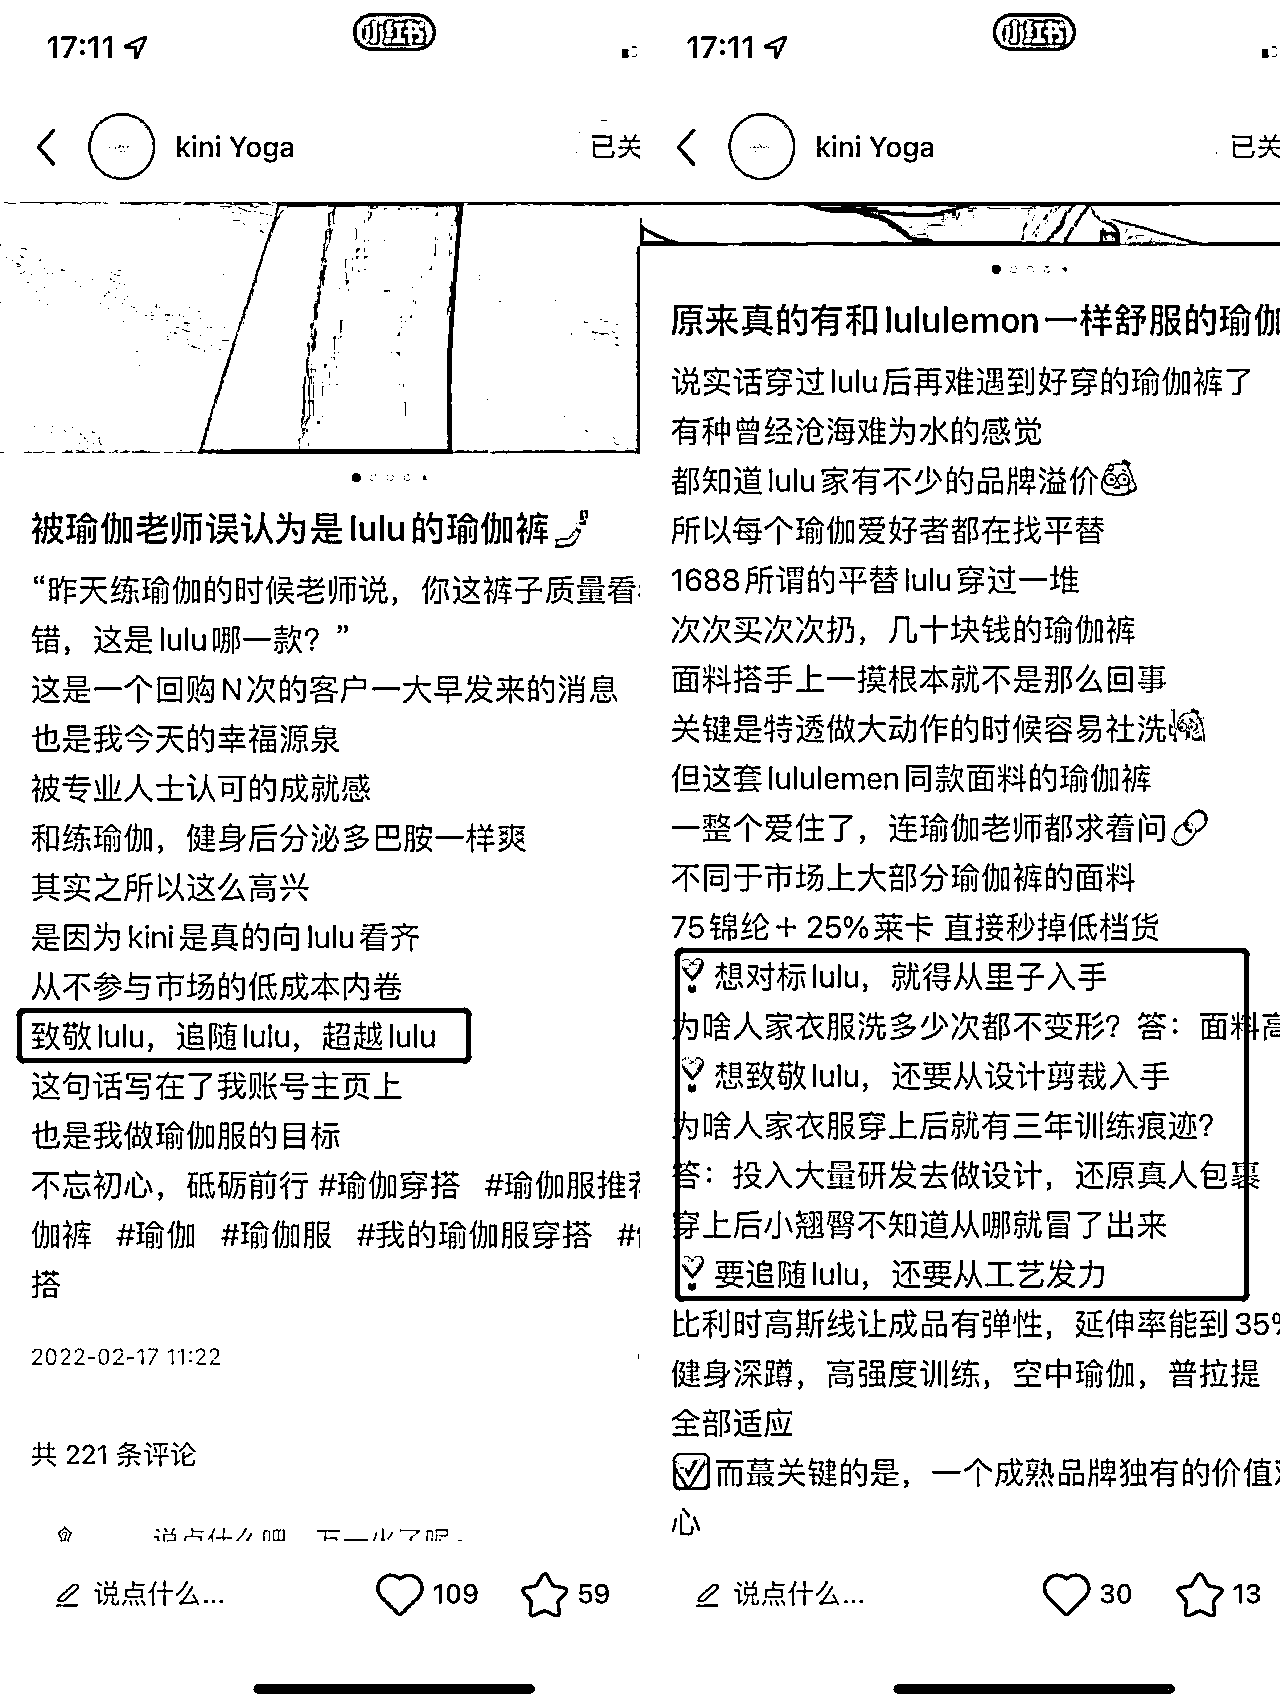 17:11
小红书
kini Yoga
已关
被瑜伽老师误认为是lulu的瑜伽裤
“昨天练瑜伽的时候老师说，你这裤子质量看
错，这是lulu哪一款？”
这是一个回购N次的客户一大早发来的消息
也是我今天的幸福源泉
被专业人士认可的成就感
和练瑜伽，健身后分泌多巴胺一样爽
其实之所以这么高兴
是因为kini是真的向lulu看齐
从不参与市场的低成本内卷
致敬lulu，追随lulu，超越lulu
这句话写在了我账号主页上
也是我做瑜伽服的目标
不忘初心，砥砺前行 #瑜伽穿搭 #瑜伽服推荐
伽裤 #瑜伽 #瑜伽服 #我的瑜伽服穿搭 #
搭
2022-02-17 11:22
共 221 条评论
说点什么吧，万一火了呢
说点什么...
109
59
17:11
小红书
kini Yoga
已关
原来真的有和lululemon一样舒服的瑜伽
说实话穿过lulu后再难遇到好穿的瑜伽裤了
有种曾经沧海难为水的感觉
都知道lulu家有不少的品牌溢价
所以每个瑜伽爱好者都在找平替
1688所谓的平替lulu穿过一堆
次次买次次扔，几十块钱的瑜伽裤
面料搭手上一摸根本就不是那么回事
关键是特透做大动作的时候容易社洗
但这套lululemen同款面料的瑜伽裤
一整个爱住了，连瑜伽老师都求着问
不同于市场上大部分瑜伽裤的面料
75锦纶＋25%莱卡 直接秒掉低档货
想对标lulu，就得从里子入手
为啥人家衣服洗多少次都不变形？答：面料高
想致敬lulu，还要从设计剪裁入手
为啥人家衣服穿上后就有三年训练痕迹？
答：投入大量研发去做设计，还原真人包裹
穿上后小翘臀不知道从哪就冒了出来
要追随lulu，还要从工艺发力
比利时高斯线让成品有弹性，延伸率能到35%
健身深蹲，高强度训练，空中瑜伽，普拉提
全部适应
而蕞关键的是，一个成熟品牌独有的价值观
心
说点什么...
30
13